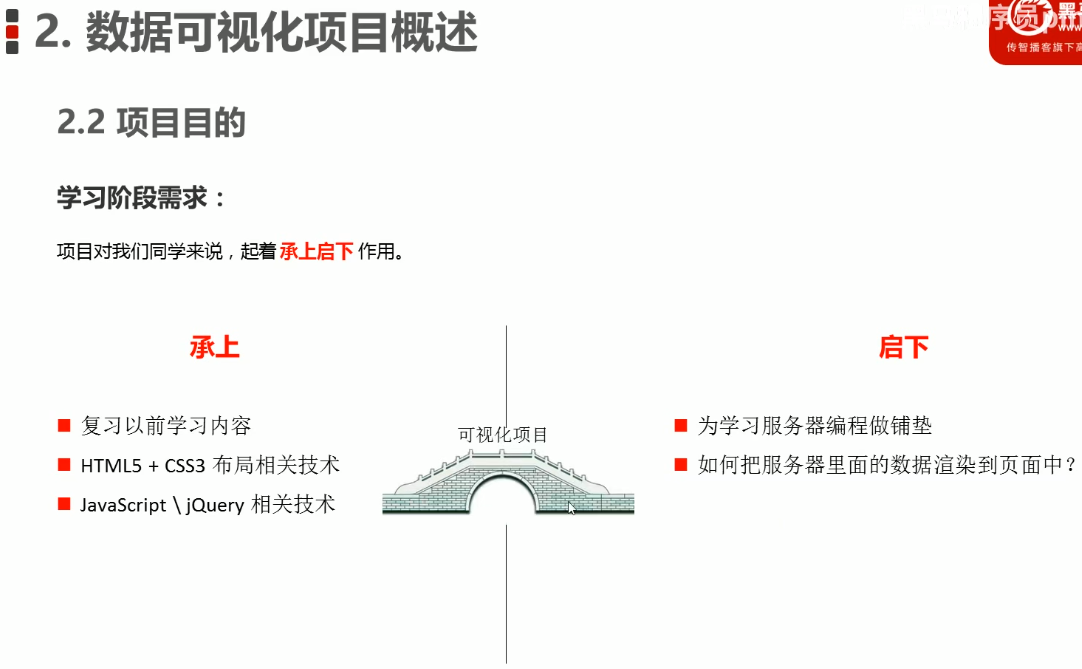 2. 数据可视化项目概述
2.2 项目目的
学习阶段需求：
项目对我们同学来说，起着 承上启下 作用。
承上
复习以前学习内容
HTML5 + CSS3 布局相关技术
JavaScript \ jQuery 相关技术
可视化项目
启下
为学习服务器编程做铺垫
如何把服务器里面的数据渲染到页面中？
传智播客旗下高